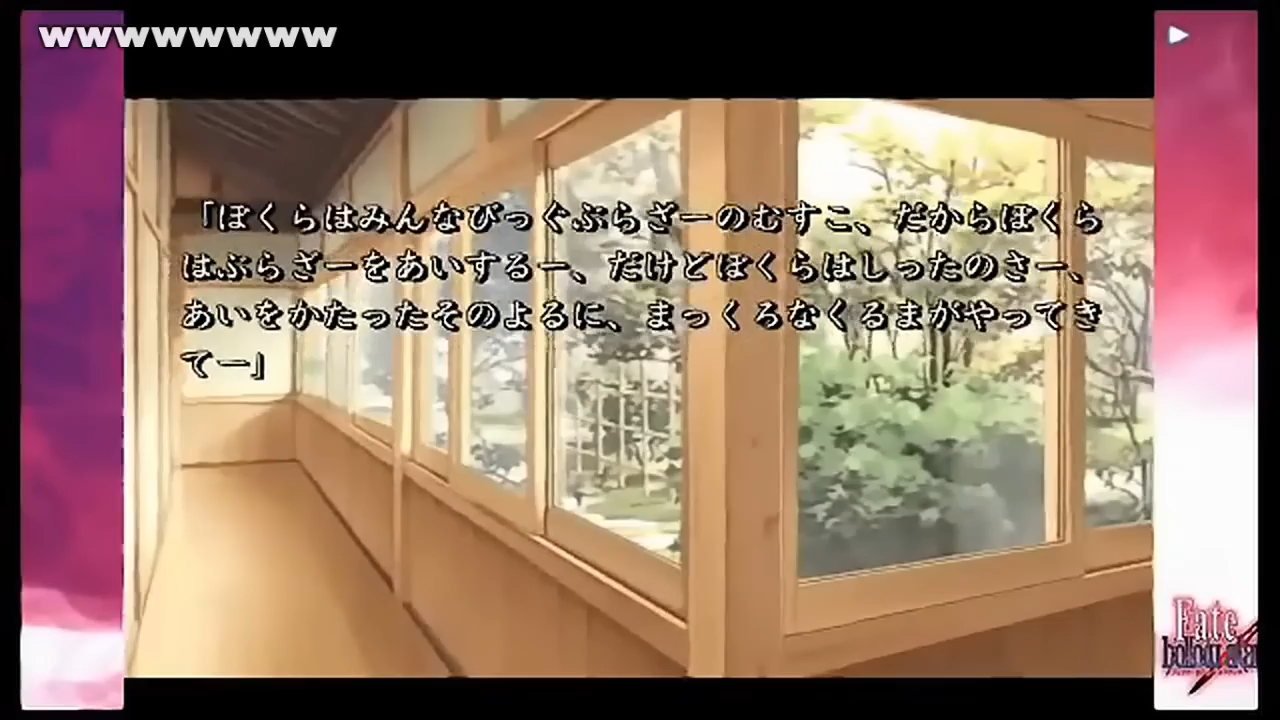 wwwwwwwww
「ぼくらはみんなびっぐぶらざーのむすこ、だからぼくら
はぶらざーをあいするー、だけどぼくらはしったのさー、
あいをかたったそのよるに、まっくろなくるまがやってき
てー」
Fate
hollow ataraxia